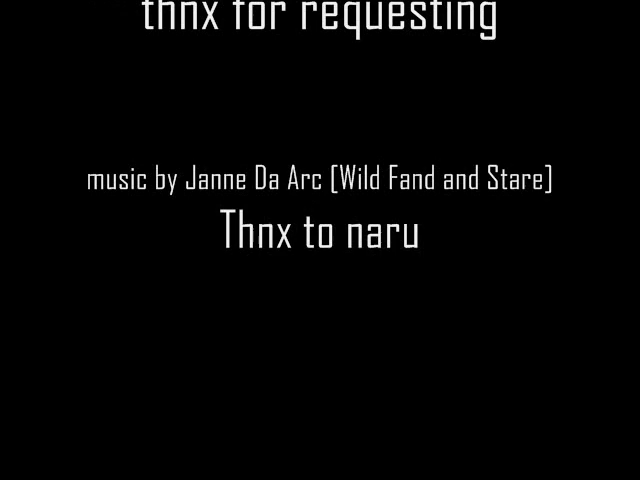 thnx for requesting
music by Janne Da Arc [Wild Fand and Stare]
Thnx to naru